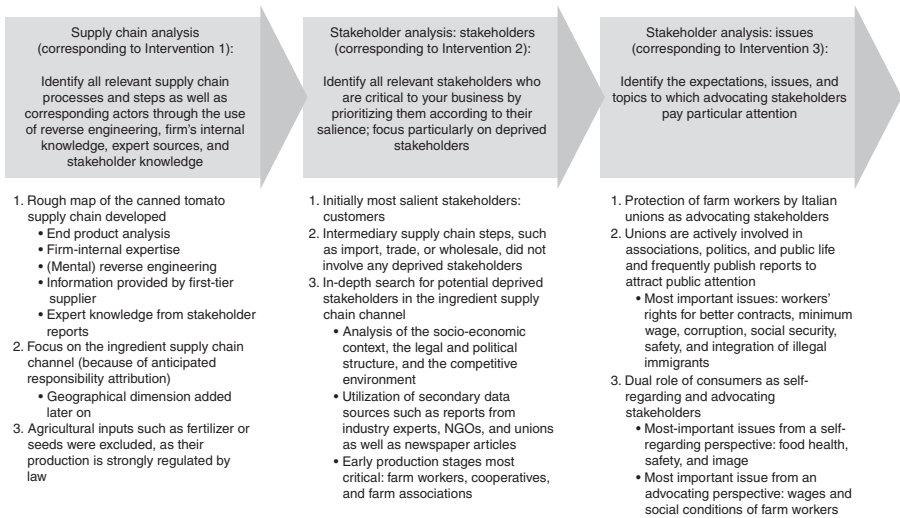 Supply chain analysis
(corresponding to Intervention 1):
Identify all relevant supply chain
processes and steps as well as
corresponding actors through the use
of reverse engineering, firm's internal
knowledge, expert sources, and
stakeholder knowledge
1. Rough map of the canned tomato
supply chain developed
• End product analysis
• Firm-internal expertise
• (Mental) reverse engineering
• Information provided by first-tier
supplier
• Expert knowledge from stakeholder
reports
2. Focus on the ingredient supply chain
channel (because of anticipated
responsibility attribution)
• Geographical dimension added
later on
3. Agricultural inputs such as fertilizer or
seeds were excluded, as their
production is strongly regulated by
law
Stakeholder analysis: stakeholders
(corresponding to Intervention 2):
Identify all relevant stakeholders who
are critical to your business by
prioritizing them according to their
salience; focus particularly on deprived
stakeholders
1. Initially most salient stakeholders:
customers
2. Intermediary supply chain steps, such
as import, trade, or wholesale, did not
involve any deprived stakeholders
3. In-depth search for potential deprived
stakeholders in the ingredient supply
chain channel
• Analysis of the socio-economic
context, the legal and political
structure, and the competitive
environment
• Utilization of secondary data
sources such as reports from
industry experts, NGOs, and unions
as well as newspaper articles
• Early production stages most
critical: farm workers, cooperatives,
and farm associations
Stakeholder analysis: issues
(corresponding to Intervention 3):
Identify the expectations, issues, and
topics to which advocating stakeholders
pay particular attention
1. Protection of farm workers by Italian
unions as advocating stakeholders
2. Unions are actively involved in
associations, politics, and public life
and frequently publish reports to
attract public attention
• Most important issues: workers'
rights for better contracts, minimum
wage, corruption, social security,
safety, and integration of illegal
immigrants
3. Dual role of consumers as self-
regarding and advocating
stakeholders
• Most-important issues from a self-
regarding perspective: food health,
safety, and image
• Most important issue from an
advocating perspective: wages and
social conditions of farm workers